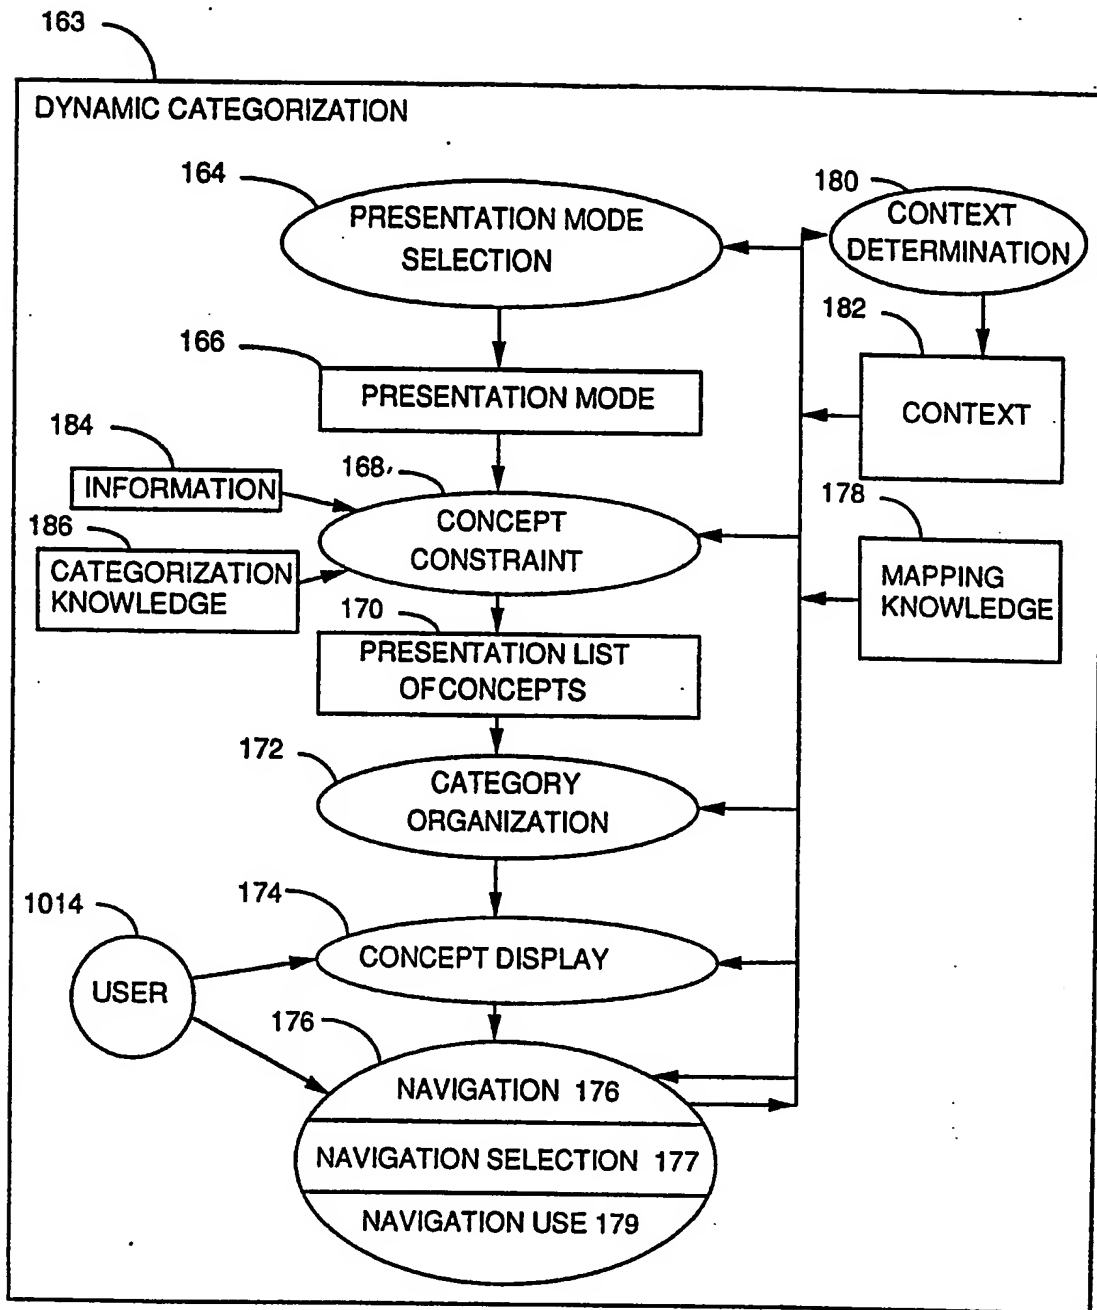 163
DYNAMIC CATEGORIZATION
164
PRESENTATION MODE
SELECTION
180
CONTEXT
DETERMINATION
166
PRESENTATION MODE
182
CONTEXT
184
INFORMATION
168
CONCEPT
CONSTRAINT
178
MAPPING
KNOWLEDGE
186
CATEGORIZATION
KNOWLEDGE
170
PRESENTATION LIST
OF CONCEPTS
172
CATEGORY
ORGANIZATION
174
CONCEPT DISPLAY
1014
USER
176
NAVIGATION 176
NAVIGATION SELECTION 177
NAVIGATION USE 179